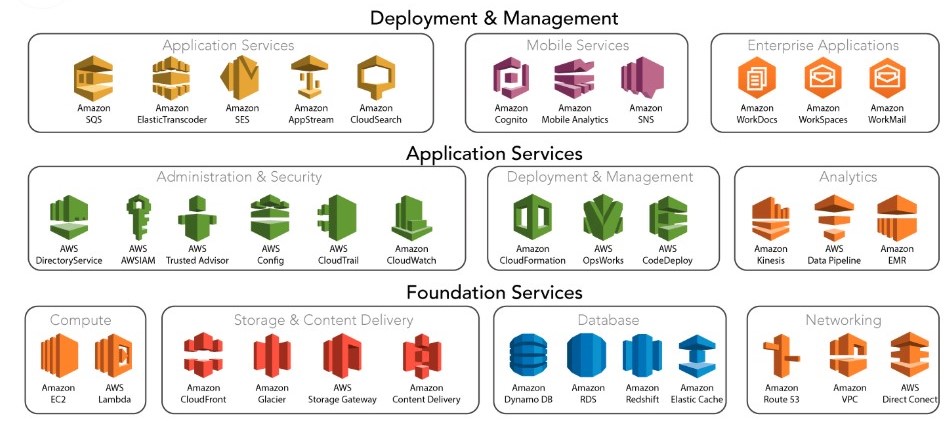 Deployment & Management
Application Services
Mobile Services
Enterprise Applications
Amazon
SQS
Amazon
ElasticTranscoder
Amazon
SES
Amazon
AppStream
Amazon
CloudSearch
Amazon
Cognito
Amazon
Mobile Analytics
Amazon
SNS
Amazon
WorkDocs
Amazon
WorkSpaces
Amazon
WorkMail
Application Services
Administration & Security
Deployment & Management
Analytics
AWS
DirectoryService
AWS
AWSIAM
AWS
Trusted Advisor
AWS
Config
AWS
CloudTrail
Amazon
CloudWatch
Amazon
CloudFormation
AWS
OpsWorks
AWS
CodeDeploy
Amazon
Kinesis
AWS
Data Pipeline
Amazon
EMR
Foundation Services
Compute
Storage & Content Delivery
Database
Networking
Amazon
EC2
AWS
Lambda
Amazon
CloudFront
Amazon
Glacier
AWS
Storage Gateway
Amazon
Content Delivery
Amazon
Dynamo DB
Amazon
RDS
Amazon
Redshift
Amazon
Elastic Cache
Amazon
Route 53
Amazon
VPC
AWS
Direct Conect